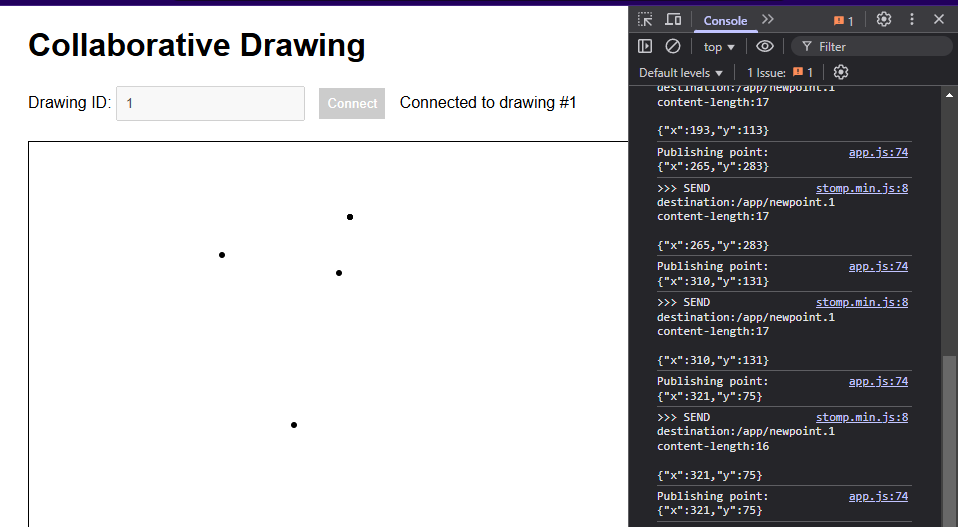 Collaborative Drawing
Drawing ID: 1 Connect Connected to drawing #1
Console 1
top Filter
Default levels 1 Issue: 1
destination:/app/newpoint.1
content-length:17
{"x":193,"y":113}
Publishing point: app.js:74
{"x":265,"y":283}
>>> SEND stomp.min.js:8
destination:/app/newpoint.1
content-length:17
{"x":265,"y":283}
Publishing point: app.js:74
{"x":310,"y":131}
>>> SEND stomp.min.js:8
destination:/app/newpoint.1
content-length:17
{"x":310,"y":131}
Publishing point: app.js:74
{"x":321,"y":75}
>>> SEND stomp.min.js:8
destination:/app/newpoint.1
content-length:16
{"x":321,"y":75}
Publishing point: app.js:74
{"x":321,"y":75}